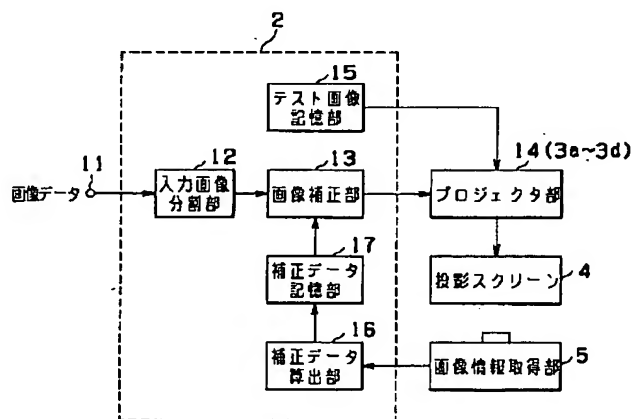 2
15
テスト画像
記憶部
11
12
13
14(3a~3d)
画像データ
入力画像
分割部
画像補正部
プロジェクタ部
17
補正データ
記憶部
投影スクリーン
4
16
補正データ
算出部
画像情報取得部
5